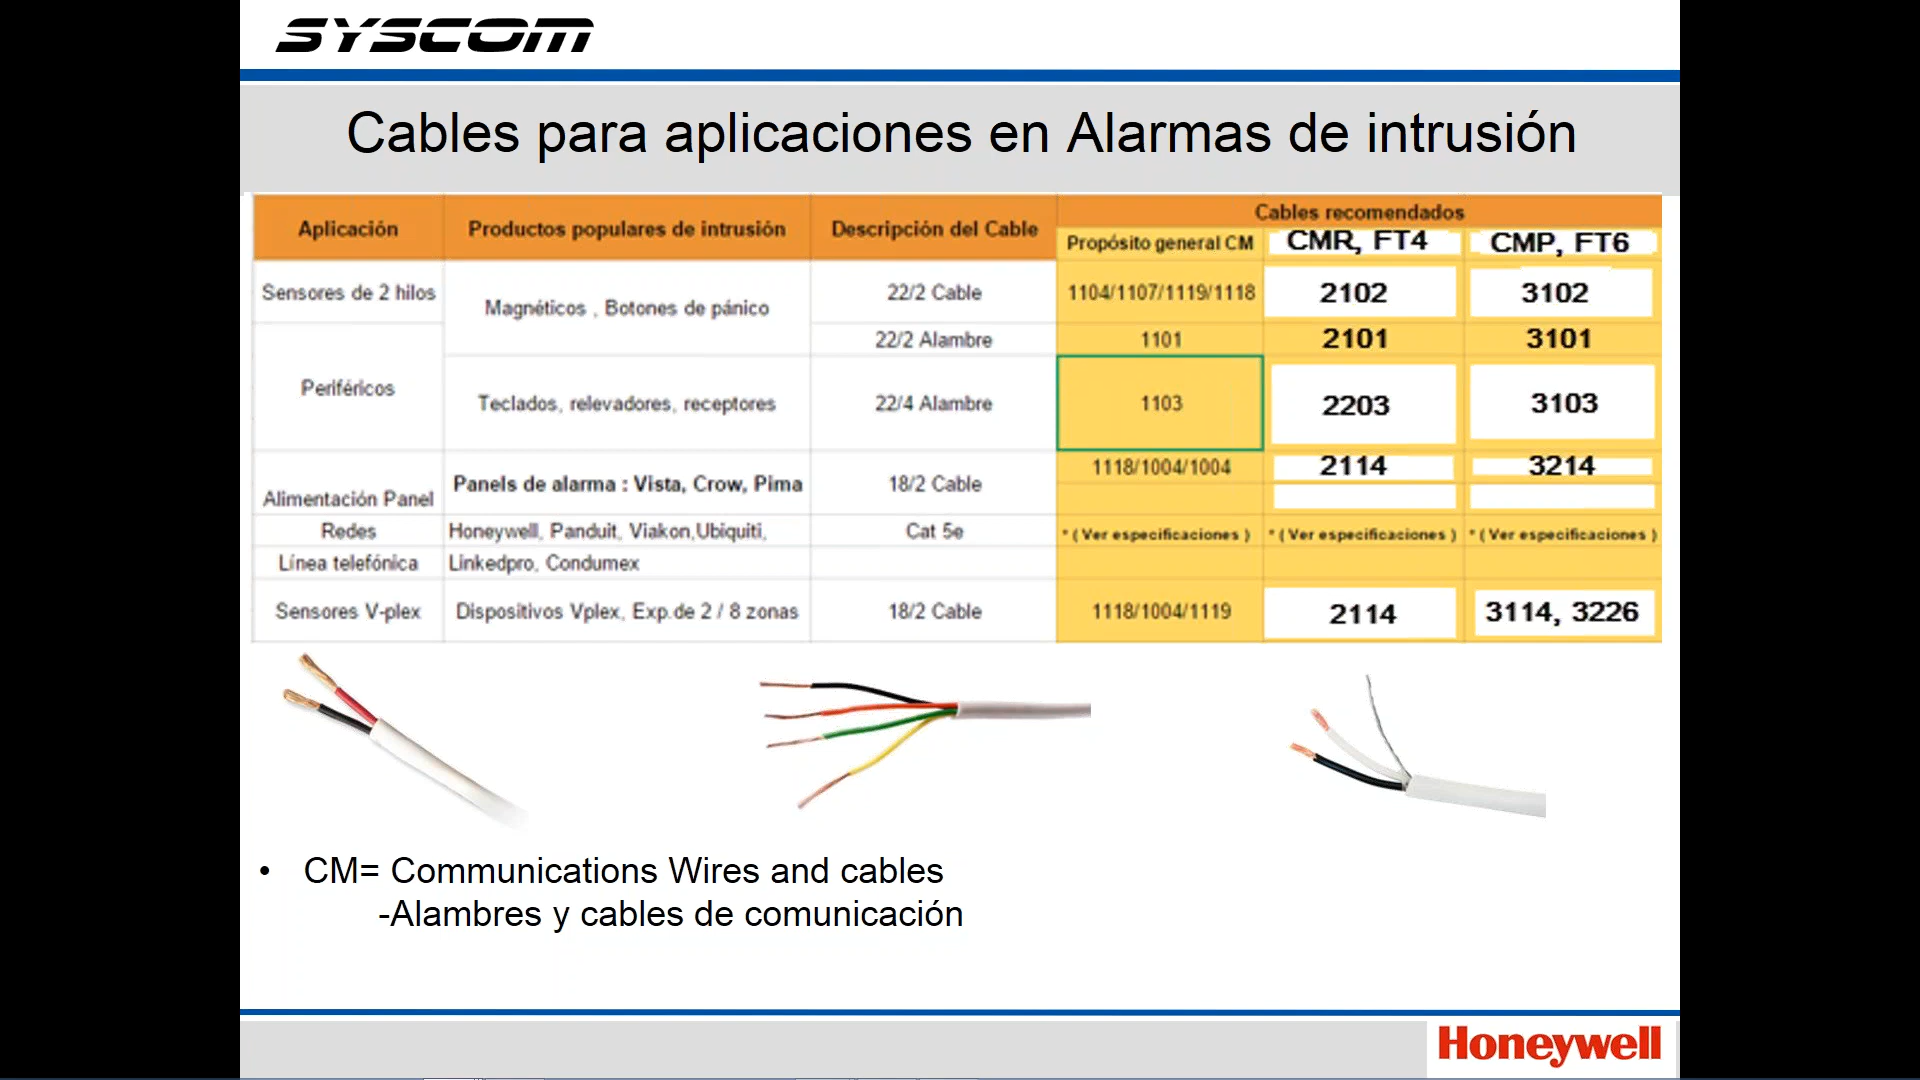 SYSCOM
Cables para aplicaciones en Alarmas de intrusión
Aplicación Productos populares de intrusión Descripción del Cable Cables recomendados
Propósito general CM CMR, FT4 CMP, FT6
Sensores de 2 hilos Magnéticos , Botones de pánico 22/2 Cable 1104/1107/1119/1118 2102 3102
22/2 Alambre 1101 2101 3101
Periféricos Teclados, relevadores, receptores 22/4 Alambre 1103 2203 3103
Alimentación Panel Panels de alarma : Vista, Crow, Pima 18/2 Cable 1118/1004/1004 2114 3214
Redes Honeywell, Panduit, Viakon,Ubiquiti, Cat 5e * ( Ver especificaciones ) * ( Ver especificaciones ) * ( Ver especificaciones )
Línea telefónica Linkedpro, Condumex
Sensores V-plex Dispositivos Vplex, Exp.de 2 / 8 zonas 18/2 Cable 1118/1004/1119 2114 3114, 3226
• CM= Communications Wires and cables
-Alambres y cables de comunicación
Honeywell